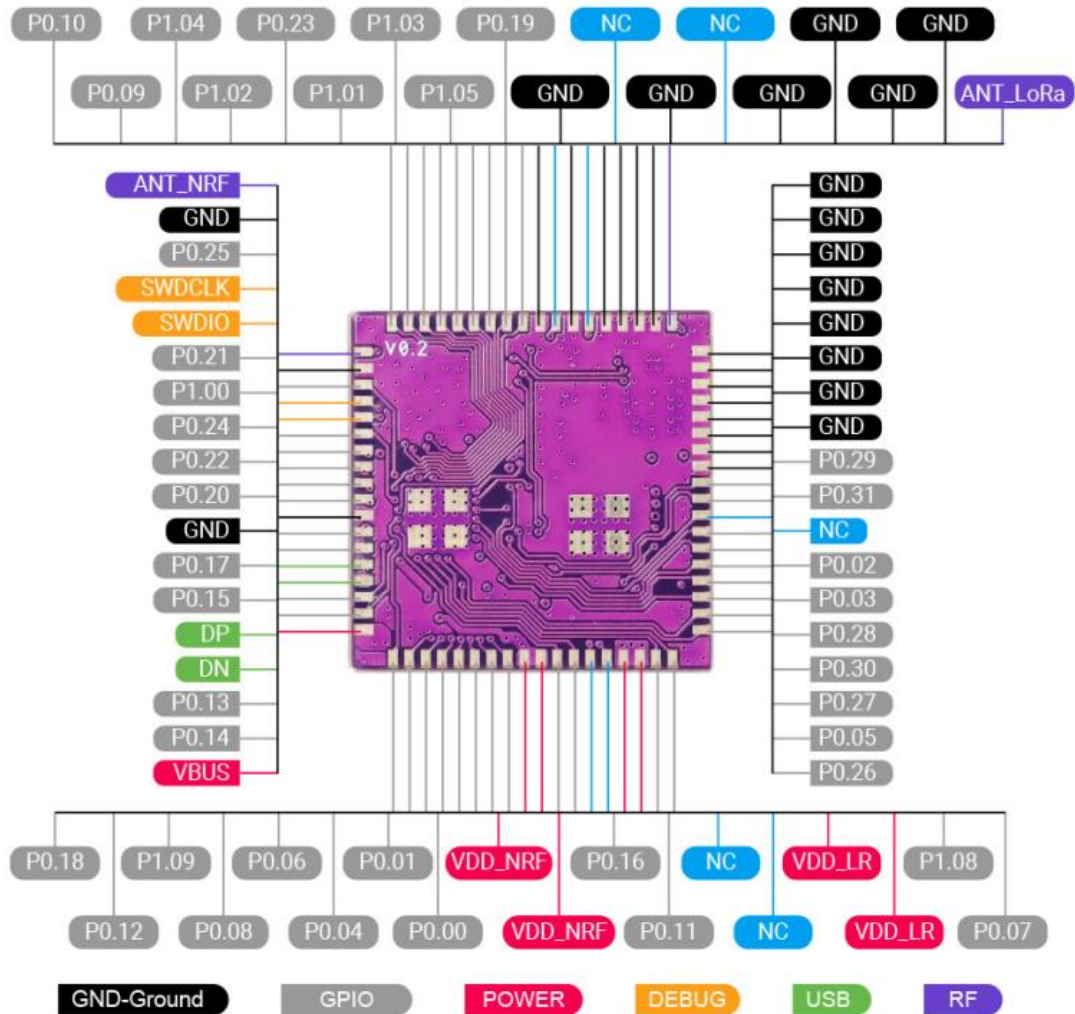 P0.10 P1.04 P0.23 P1.03 P0.19 NC NC GND GND
P0.09 P1.02 P1.01 P1.05 GND GND GND GND ANT_LoRa
ANT_NRF GND
GND GND
P0.25 GND
SWDCLK GND
SWDIO GND
V0.2
P0.21 GND
P1.00 GND
P0.24 GND
P0.22 P0.29
P0.20 P0.31
GND NC
P0.17 P0.02
P0.15 P0.03
DP P0.28
DN P0.30
P0.13 P0.27
P0.14 P0.05
VBUS P0.26
P0.18 P1.09 P0.06 P0.01 VDD_NRF P0.16 NC VDD_LR P1.08
P0.12 P0.08 P0.04 P0.00 VDD_NRF P0.11 NC VDD_LR P0.07
GND-Ground GPIO POWER DEBUG USB RF